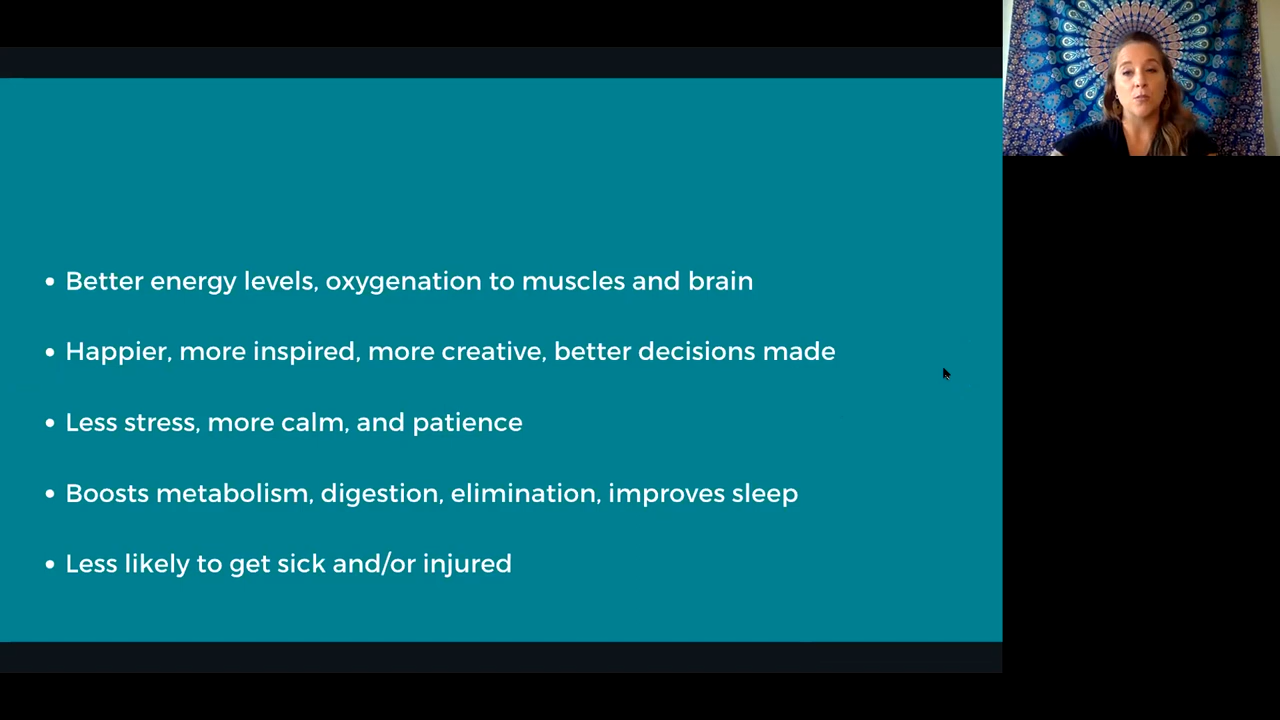 • Better energy levels, oxygenation to muscles and brain
• Happier, more inspired, more creative, better decisions made
• Less stress, more calm, and patience
• Boosts metabolism, digestion, elimination, improves sleep
• Less likely to get sick and/or injured